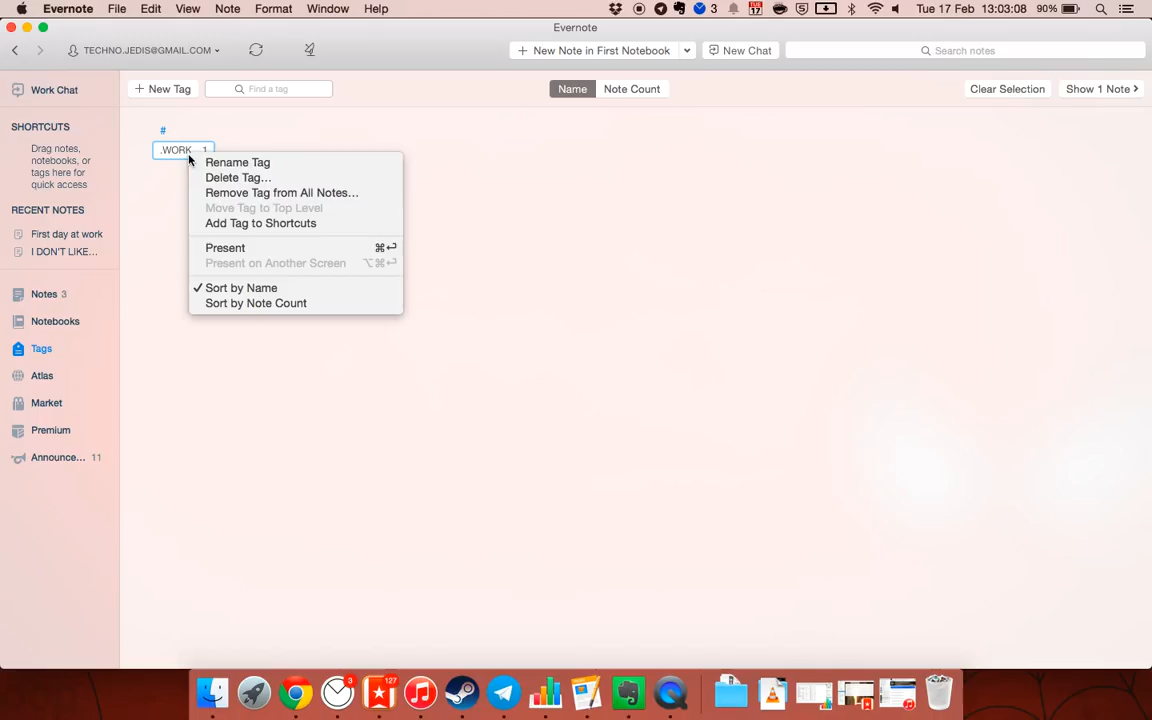 Evernote File Edit View Note Format Window Help 3 17 5 Tue 17 Feb 13:03:08 90%
Evernote
TECHNO.JEDIS@GMAIL.COM + New Note in First Notebook New Chat Search notes
Work Chat + New Tag Find a tag Name Note Count Clear Selection Show 1 Note
SHORTCUTS
Drag notes,
notebooks, or
tags here for
quick access
RECENT NOTES
First day at work
I DON'T LIKE...
Notes 3
Notebooks
Tags
Atlas
Market
Premium
Announce... 11
#
.WORK 1
Rename Tag
Delete Tag...
Remove Tag from All Notes...
Move Tag to Top Level
Add Tag to Shortcuts
Present ⌘↩
Present on Another Screen ⌥⌘↩
✓ Sort by Name
Sort by Note Count
3 127